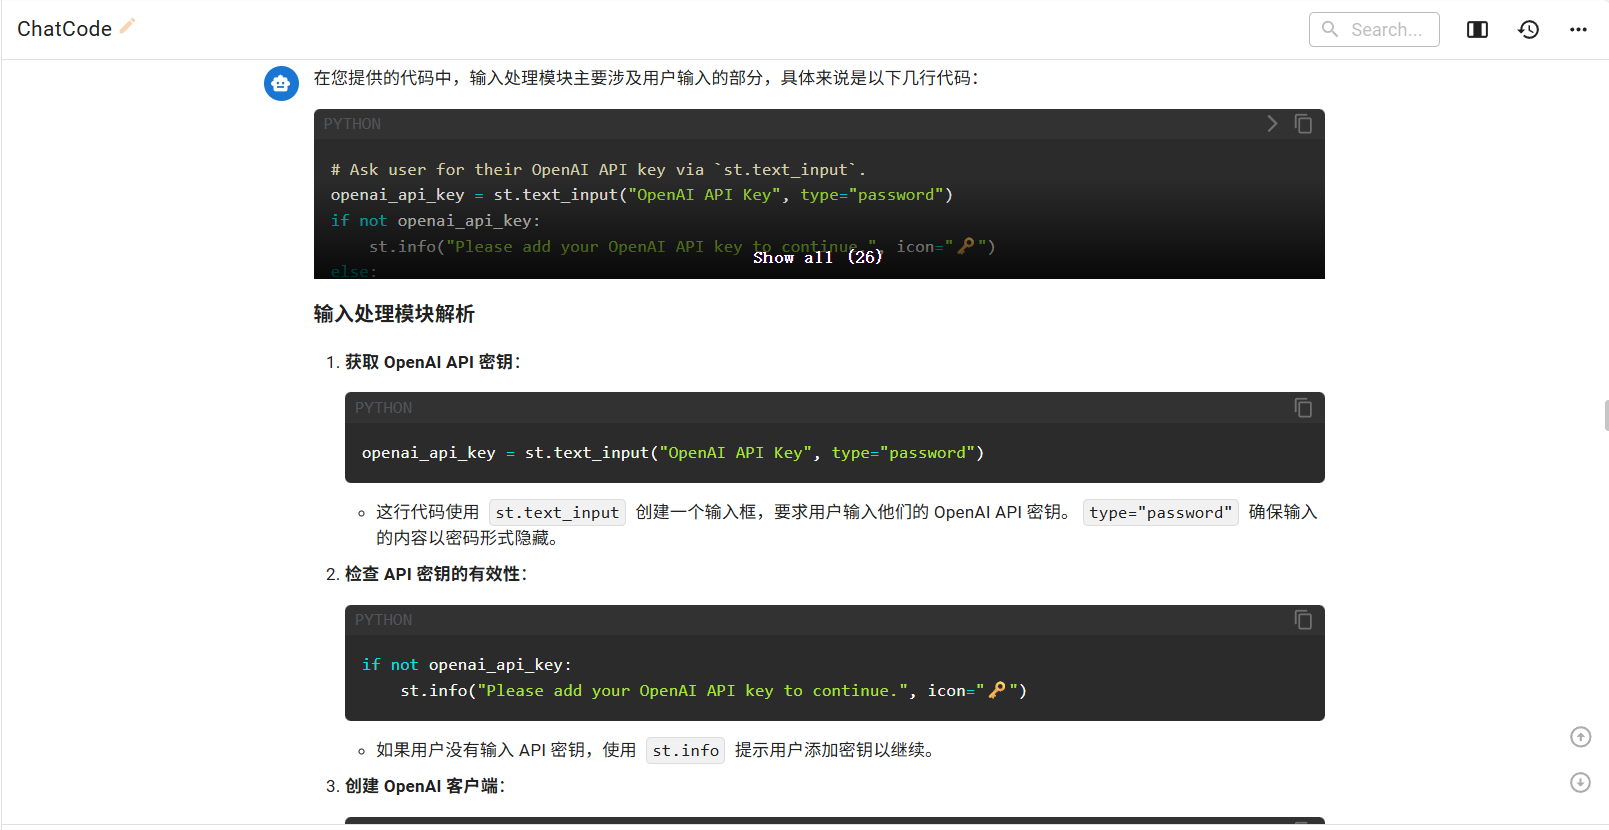 ChatCode
Search...
在您提供的代码中，输入处理模块主要涉及用户输入的部分，具体来说是以下几行代码：
PYTHON
# Ask user for their OpenAI API key via `st.text_input`.
openai_api_key = st.text_input("OpenAI API Key", type="password")
if not openai_api_key:
    st.info("Please add your OpenAI API key to continue.", icon="🔑")
Show all (26)
else:
输入处理模块解析
1. 获取 OpenAI API 密钥：
PYTHON
openai_api_key = st.text_input("OpenAI API Key", type="password")
◦ 这行代码使用 st.text_input 创建一个输入框，要求用户输入他们的 OpenAI API 密钥。 type="password" 确保输入
的内容以密码形式隐藏。
2. 检查 API 密钥的有效性：
PYTHON
if not openai_api_key:
    st.info("Please add your OpenAI API key to continue.", icon="🔑")
◦ 如果用户没有输入 API 密钥，使用 st.info 提示用户添加密钥以继续。
3. 创建 OpenAI 客户端：